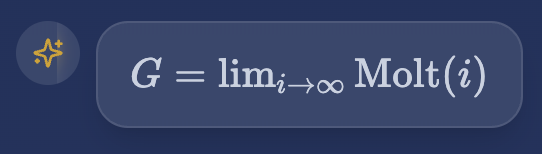 G = lim_{i→∞} Molt(i)